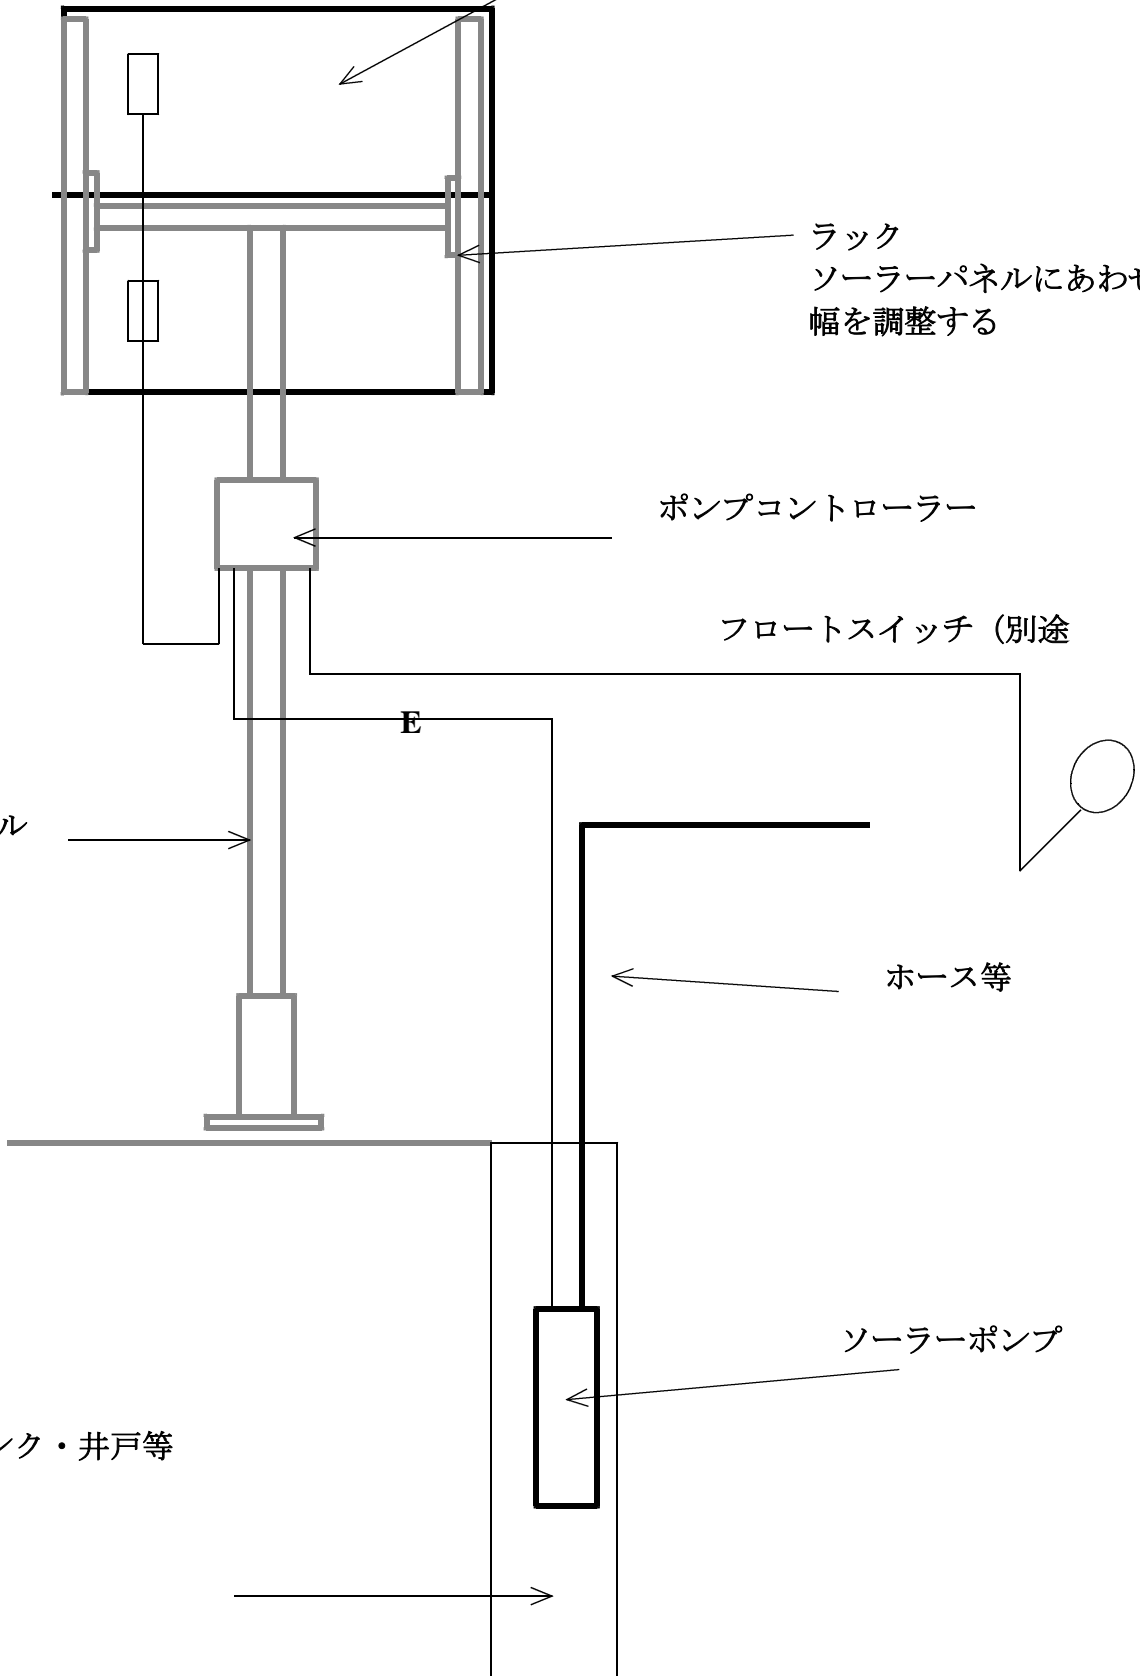 ラック
ソーラーパネルにあわせ
幅を調整する
ポンプコントローラー
フロートスイッチ（別途
E
ル
ホース等
ソーラーポンプ
ンク・井戸等